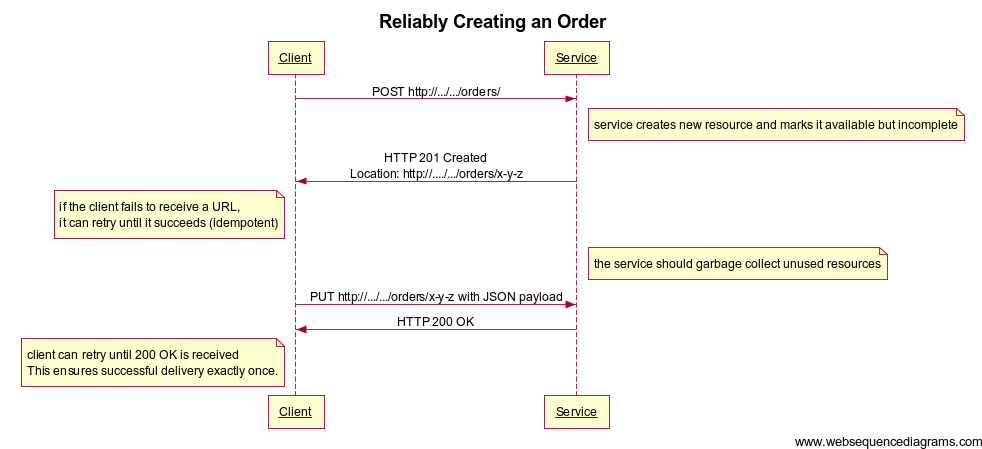 Reliably Creating an Order
Client
Service
POST http://.../.../orders/
service creates new resource and marks it available but incomplete
HTTP 201 Created
Location: http://..../.../orders/x-y-z
if the client fails to receive a URL,
it can retry until it succeeds (idempotent)
the service should garbage collect unused resources
PUT http://.../.../orders/x-y-z with JSON payload
HTTP 200 OK
client can retry until 200 OK is received
This ensures successful delivery exactly once.
Client
Service
www.websequencediagrams.com